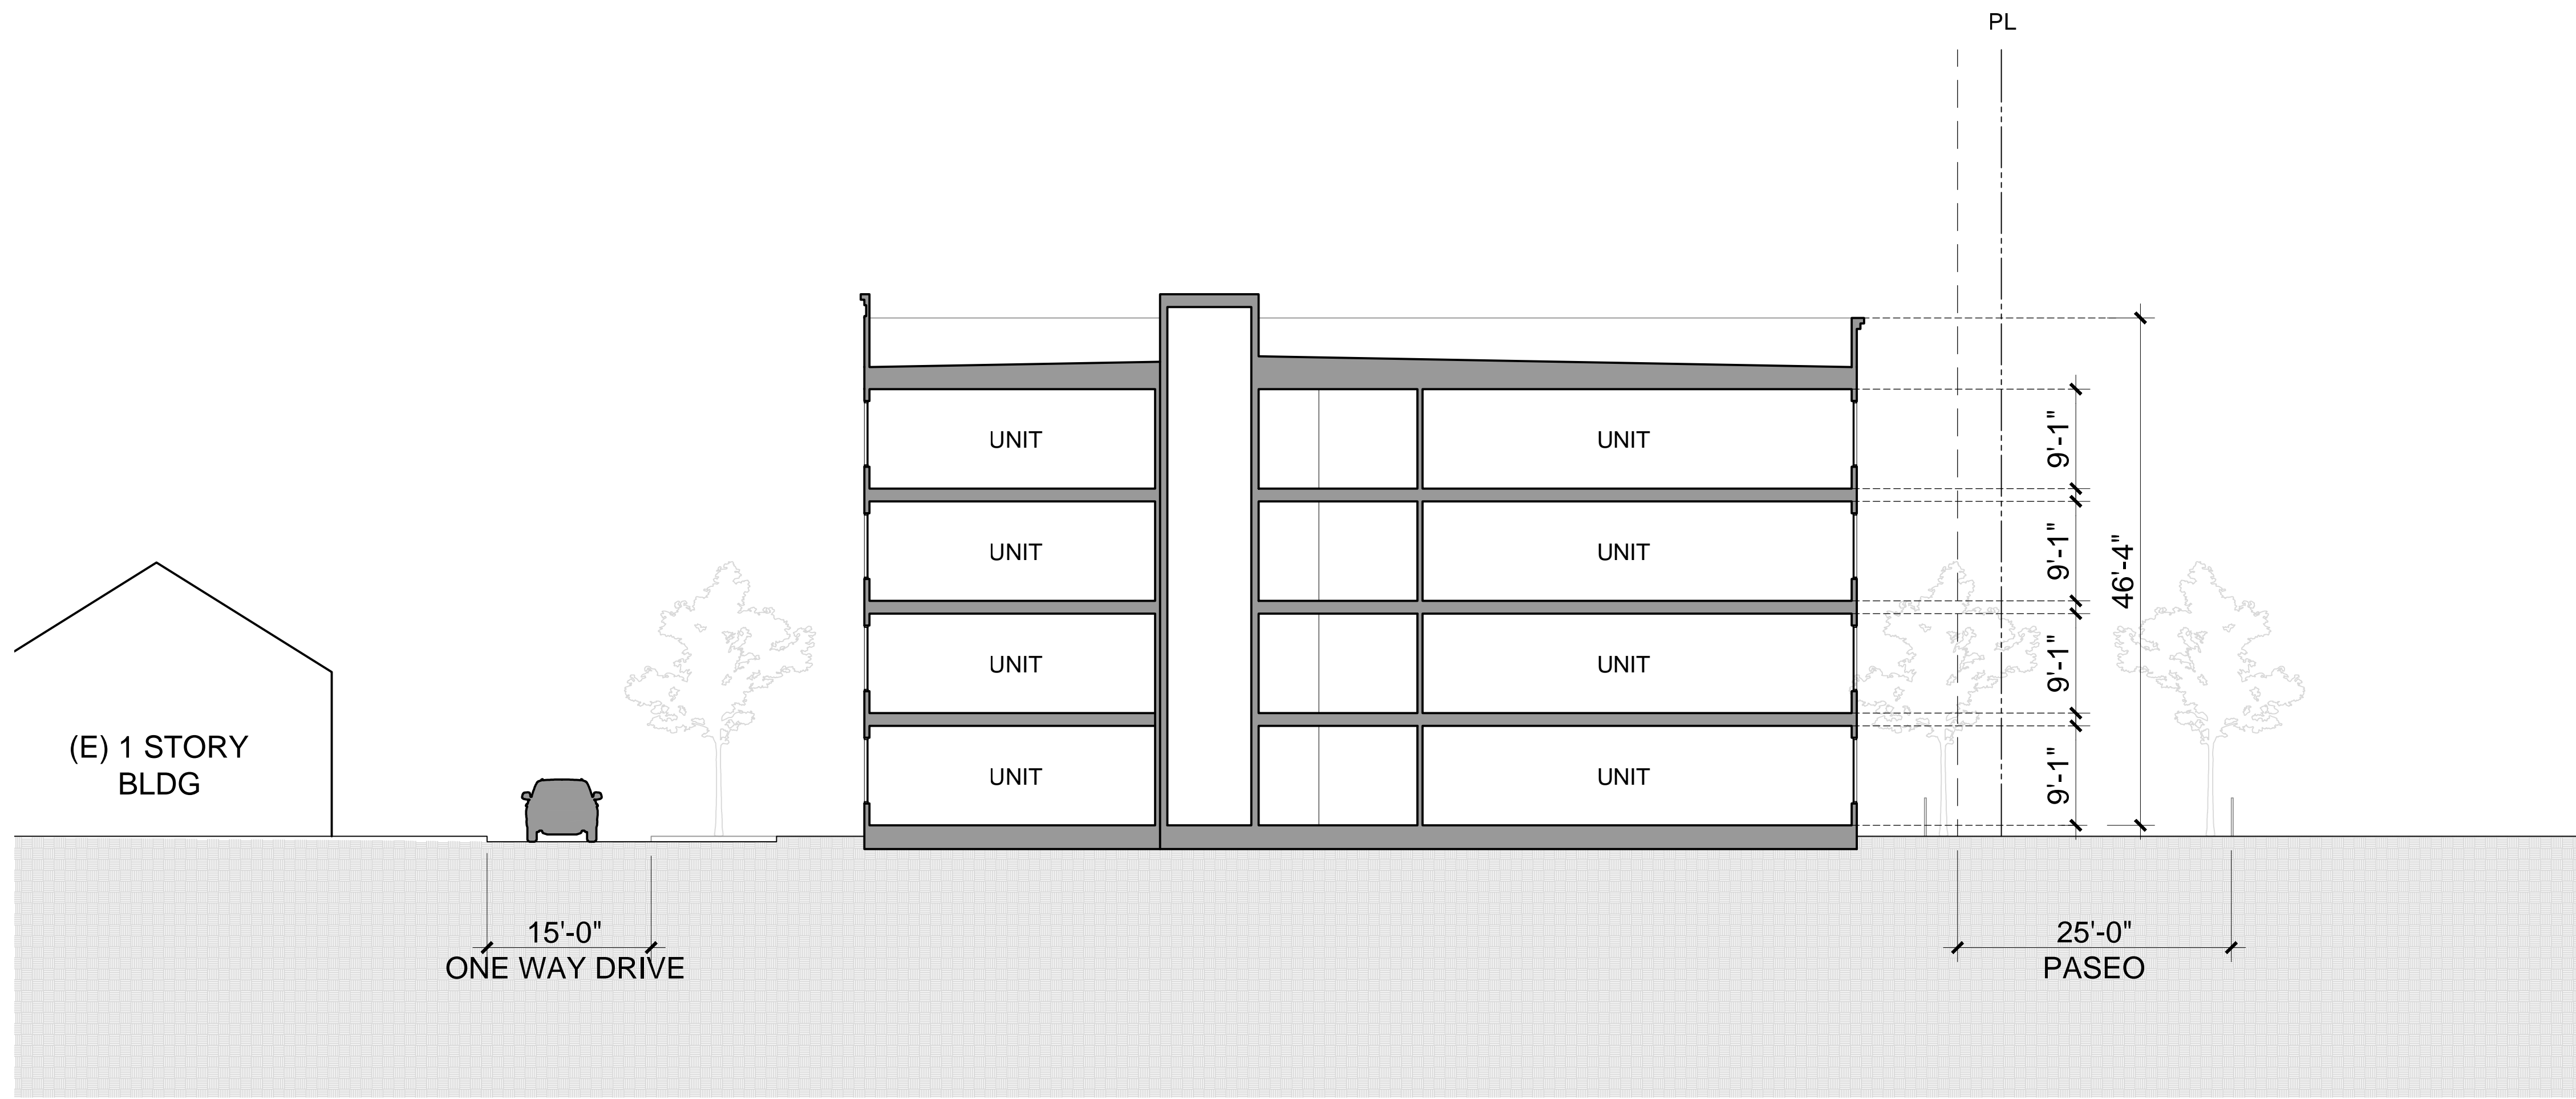 PL
UNIT
UNIT
9'-1"
UNIT
UNIT
9'-1"
46'-4"
UNIT
UNIT
9'-1"
(E) 1 STORY
BLDG
UNIT
UNIT
9'-1"
15'-0"
ONE WAY DRIVE
25'-0"
PASEO